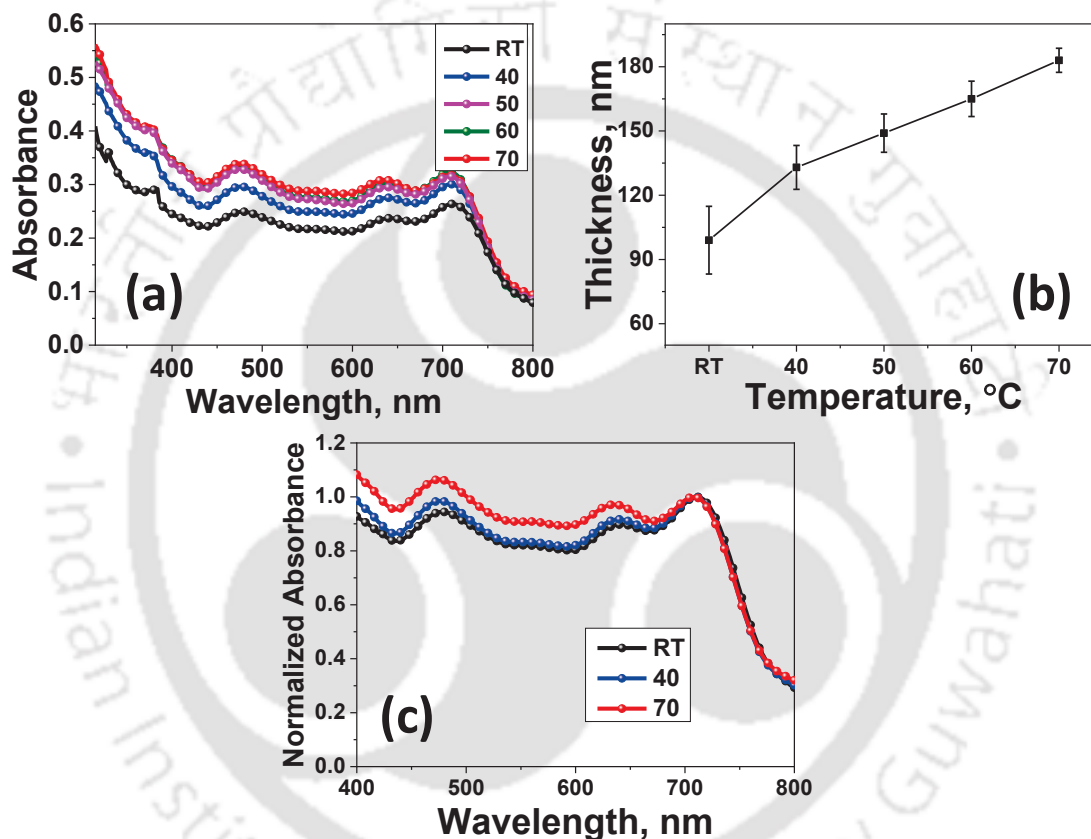 0.6
0.5
0.4
0.3
0.2
0.1
0.0
Absorbance
RT
40
50
60
70
(a)
400 500 600 700 800
Wavelength, nm
180
150
120
90
60
Thickness, nm
(b)
RT 40 50 60 70
Temperature, °C
1.2
1.0
0.8
0.6
0.4
0.2
0.0
Normalized Absorbance
RT
40
70
(c)
400 500 600 700 800
Wavelength, nm
Indian Insti
Guwahati